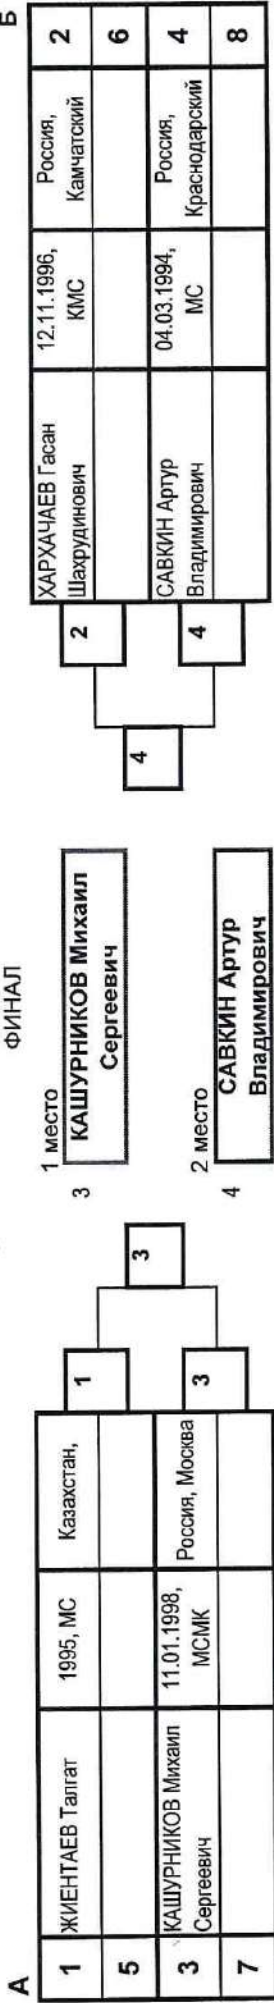 ФИНАЛ
А
1
ЖИЕНТАЕВ Талгат
1995, МС
Казахстан,
5
3
КАШУРНИКОВ Михаил
Сергеевич
11.01.1998,
МСМК
Россия, Москва
7
1
3
3
1 место
3
КАШУРНИКОВ Михаил
Сергеевич
2 место
4
САВКИН Артур
Владимирович
Б
4
2
4
ХАРХАЧАЕВ Гасан
Шахрудинович
12.11.1996,
КМС
Россия,
Камчатский
2
6
САВКИН Артур
Владимирович
04.03.1994,
МС
Россия,
Краснодарский
4
8